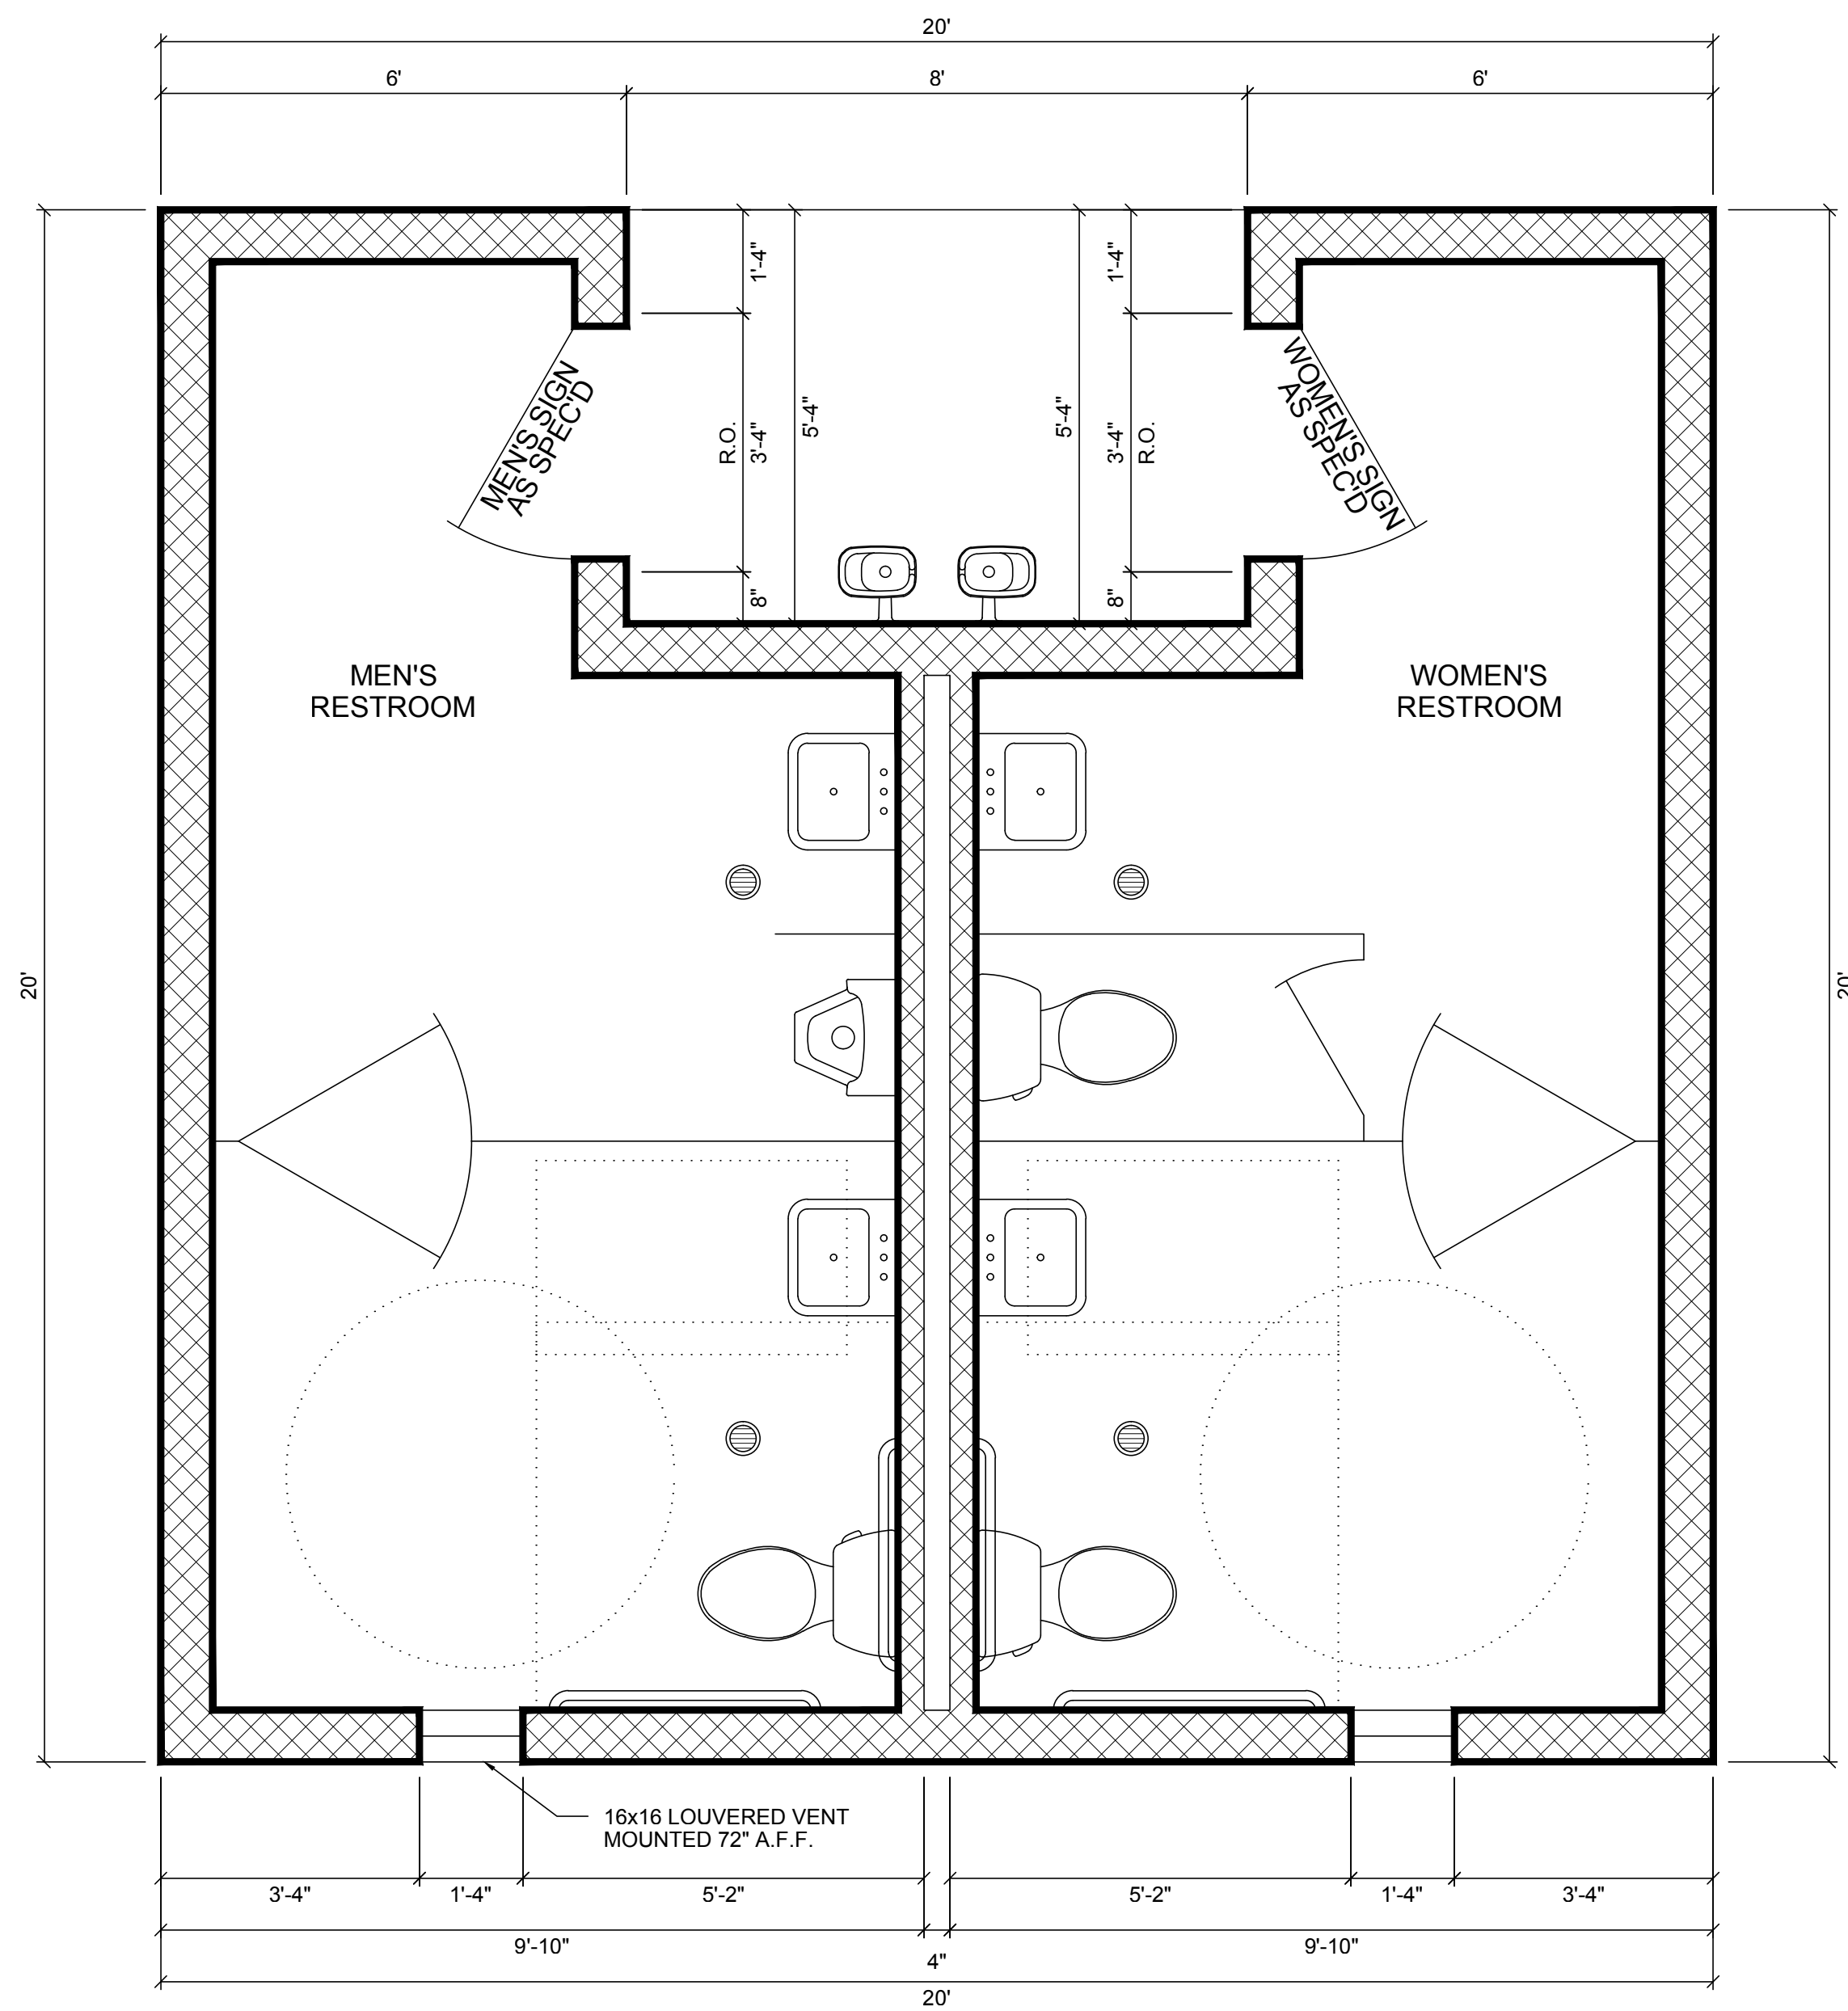 20'
6'
8'
6'
1'-4"
1'-4"
5'-4"
5'-4"
R.O.
3'-4"
3'-4"
R.O.
8"
8"
MEN'S SIGN
AS SPEC'D
WOMEN'S SIGN
AS SPEC'D
MEN'S
RESTROOM
WOMEN'S
RESTROOM
20'
20'
16x16 LOUVERED VENT
MOUNTED 72" A.F.F.
3'-4"
1'-4"
5'-2"
5'-2"
1'-4"
3'-4"
9'-10"
4"
9'-10"
20'